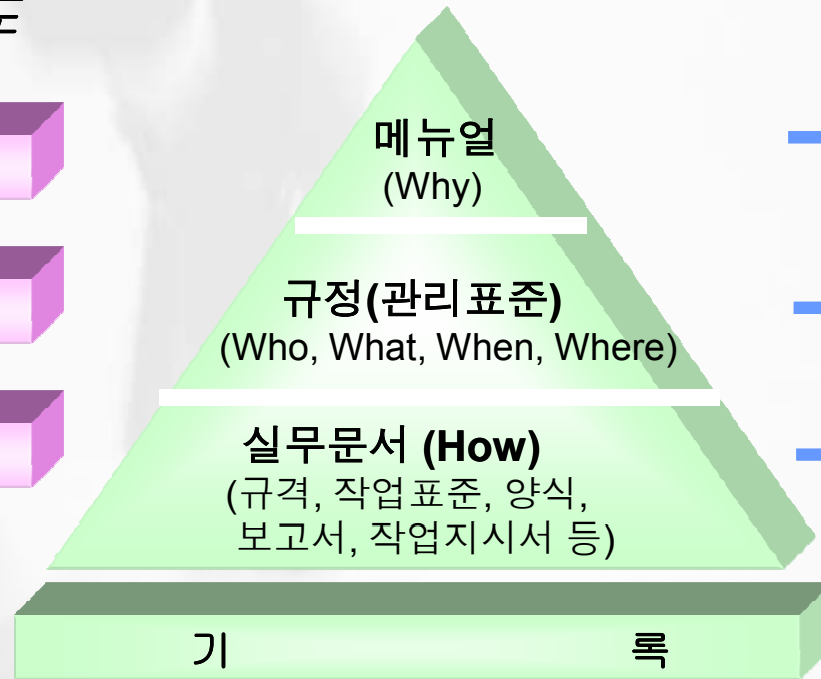 메뉴얼
(Why)
규정(관리표준)
(Who, What, When, Where)
실무문서 (How)
(규격, 작업표준, 양식,
보고서, 작업지시서 등)
기 록